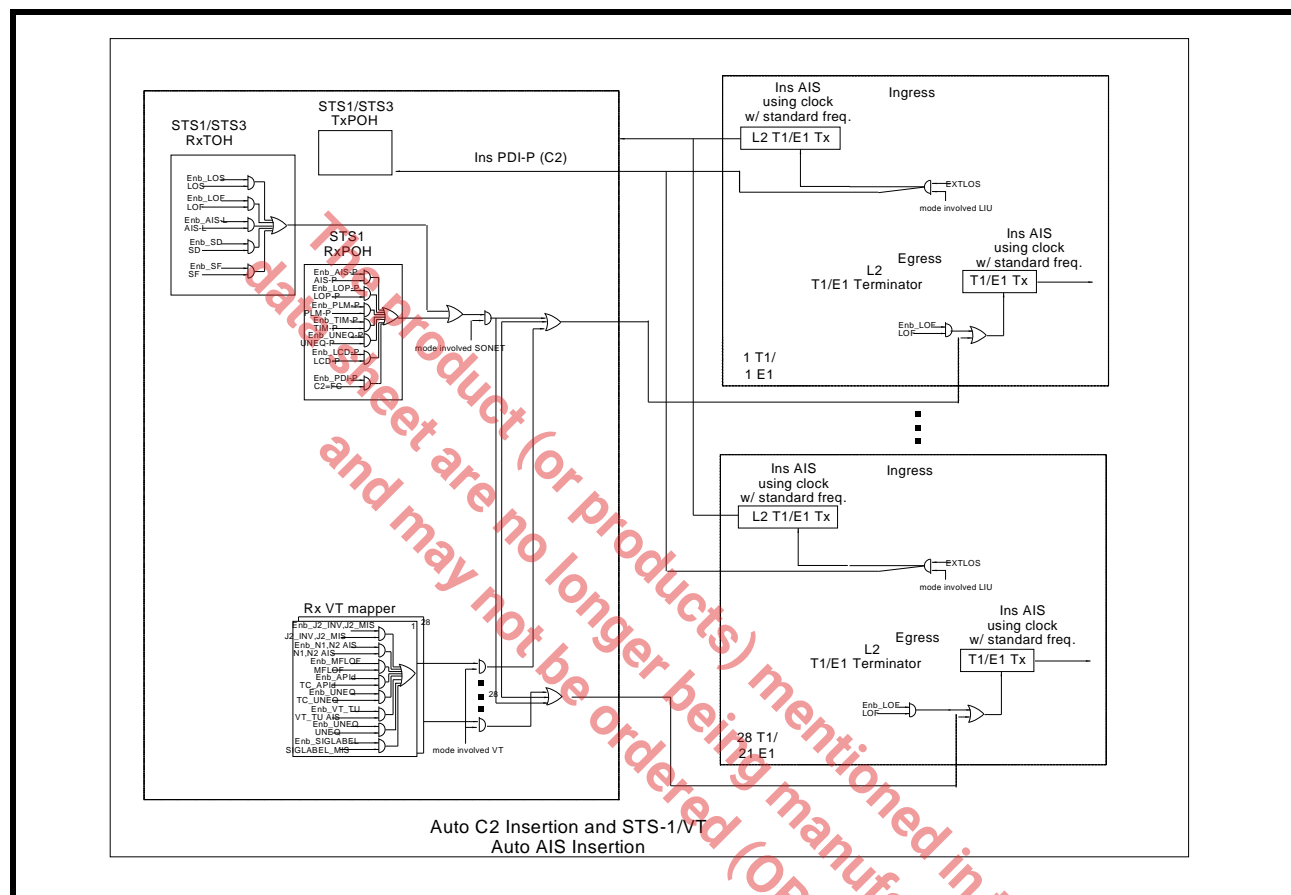 STS1/STS3
RxTOH
Enb_LOS
LOS
Enb_LOF
LOF
Enb_AIS-L
AIS-L
Enb_SD
SD
Enb_SF
SF
STS1/STS3
TxPOH
Ins PDI-P (C2)
STS1
RxPOH
Enb_AIS-P
AIS-P
Enb_LOP-P
LOP-P
Enb_PLM-P
PLM-P
Enb_TIM-P
TIM-P
Enb_UNEQ-P
UNEQ-P
Enb_LCD-P
LCD-P
Enb_PDI-P
C2=FC
mode involved SONET
Rx VT mapper
1
28
Enb_J2_INV,J2_MIS
J2_INV,J2_MIS
Enb_N1,N2 AIS
N1,N2 AIS
Enb_MFLOF
MFLOF
Enb_APId
TC_APId
Enb_UNEQ
TC_UNEQ
Enb_VT_TU
VT_TU AIS
Enb_UNEQ
UNEQ
Enb_SIGLABEL
SIGLABEL_MIS
28
mode involved VT
Ins AIS
using clock
w/ standard freq.
L2 T1/E1 Tx
Ingress
EXTLOS
mode involved LIU
Ins AIS
using clock
w/ standard freq.
T1/E1 Tx
Egress
L2
T1/E1 Terminator
Enb_LOF
LOF
1 T1/
1 E1
Ins AIS
using clock
w/ standard freq.
L2 T1/E1 Tx
Ingress
EXTLOS
mode involved LIU
Ins AIS
using clock
w/ standard freq.
T1/E1 Tx
Egress
L2
T1/E1 Terminator
Enb_LOF
LOF
28 T1/
21 E1
Auto C2 Insertion and STS-1/VT
Auto AIS Insertion
The product (or products) mentioned in
data sheet are no longer being manuf
and may not be ordered (OB